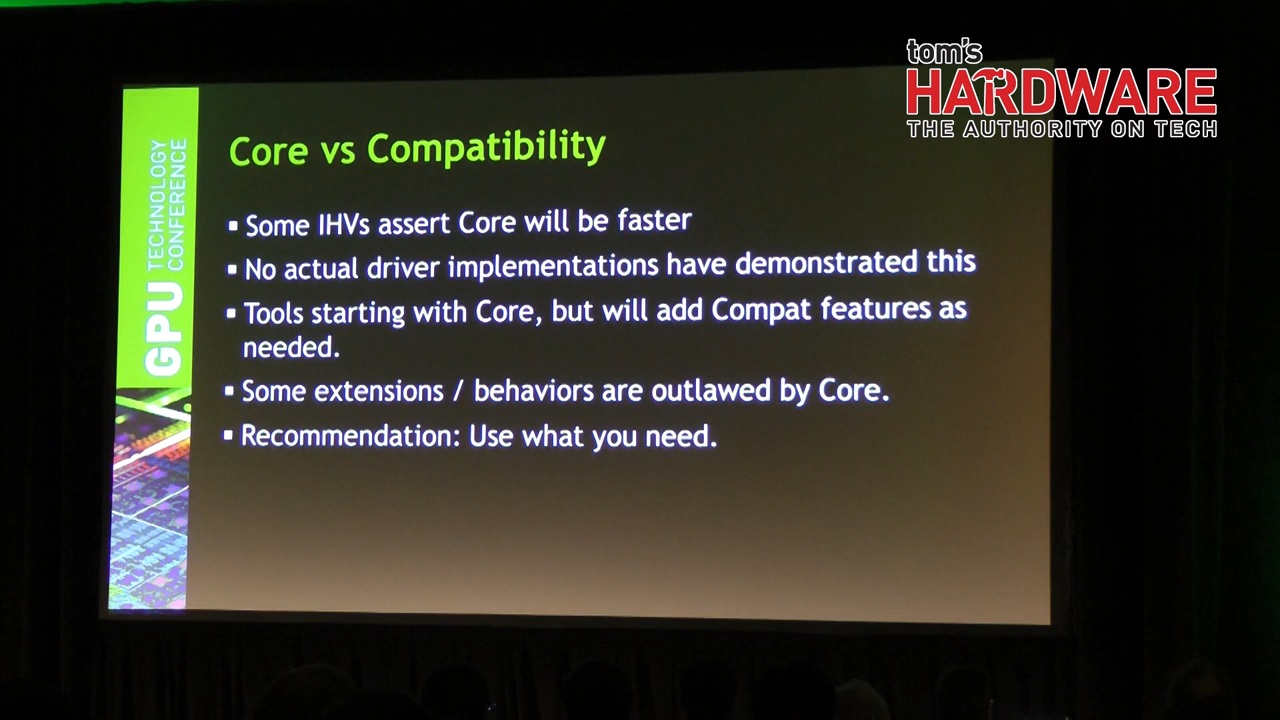 tom's
HARDWARE
THE AUTHORITY ON TECH
GPU TECHNOLOGY
CONFERENCE
Core vs Compatibility
▪ Some IHVs assert Core will be faster
▪ No actual driver implementations have demonstrated this
▪ Tools starting with Core, but will add Compat features as
needed.
▪ Some extensions / behaviors are outlawed by Core.
▪ Recommendation: Use what you need.